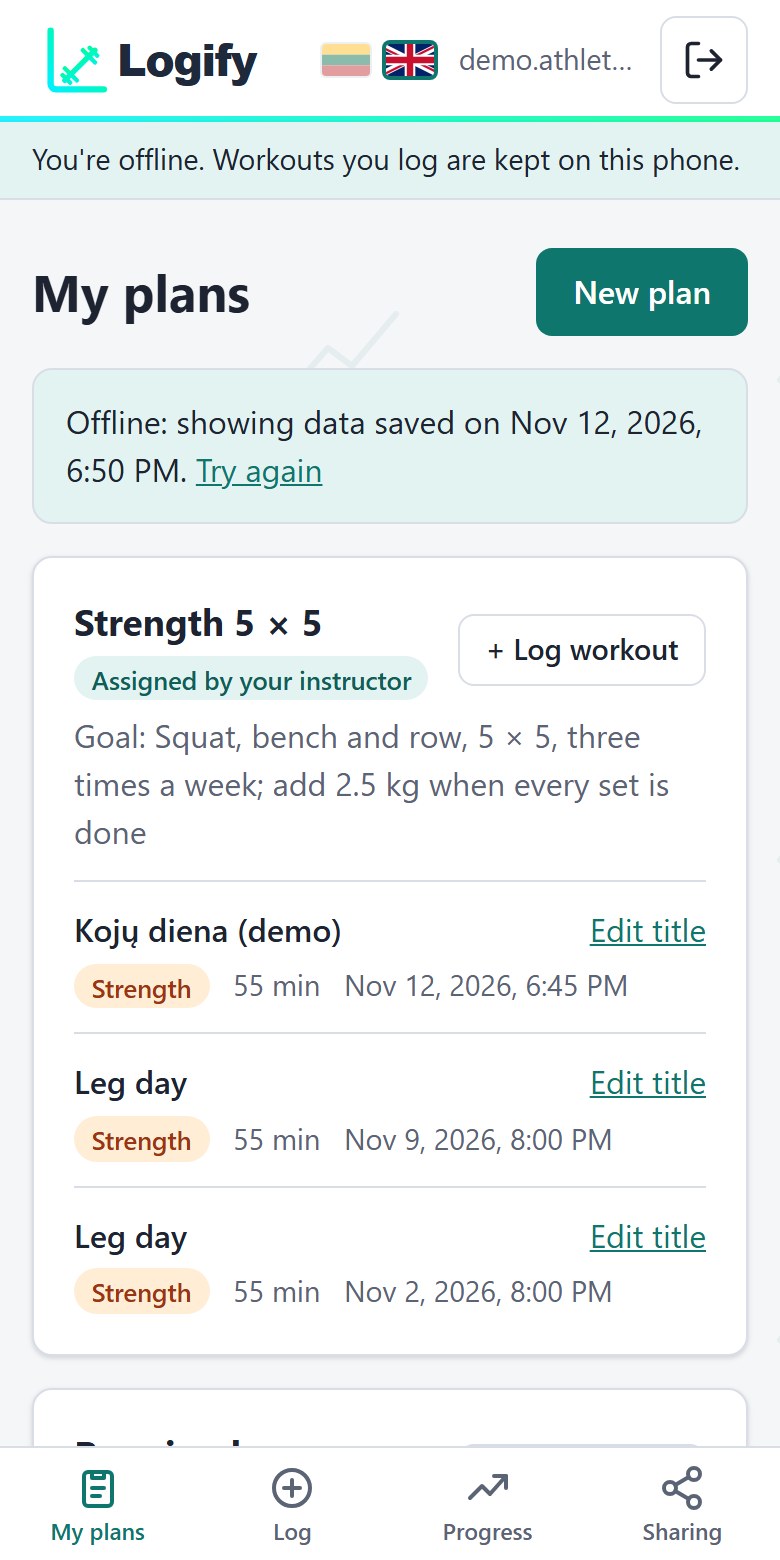 Logify
demo.athlet...
You're offline. Workouts you log are kept on this phone.
My plans
New plan
Offline: showing data saved on Nov 12, 2026,
6:50 PM. Try again
Strength 5 × 5
+ Log workout
Assigned by your instructor
Goal: Squat, bench and row, 5 × 5, three
times a week; add 2.5 kg when every set is
done
Kojų diena (demo)
Edit title
Strength 55 min Nov 12, 2026, 6:45 PM
Leg day
Edit title
Strength 55 min Nov 9, 2026, 8:00 PM
Leg day
Edit title
Strength 55 min Nov 2, 2026, 8:00 PM
My plans
Log
Progress
Sharing